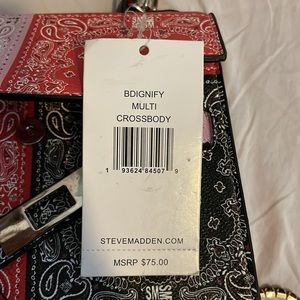 BDIGNIFY
MULTI
CROSSBODY
1 93624 84507 9
STEVEMADDEN.COM
MSRP $75.00